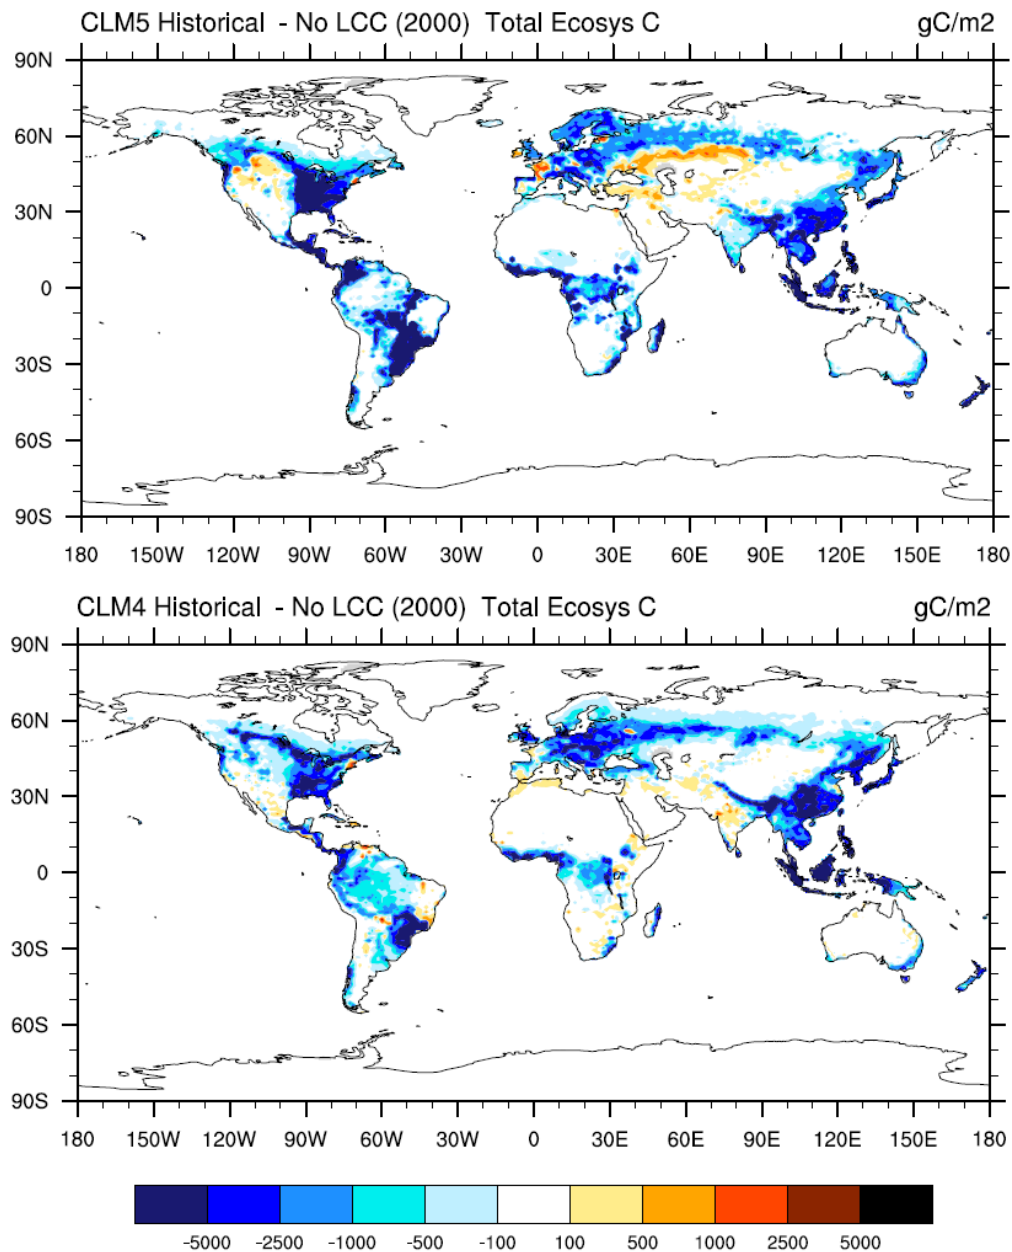 CLM5 Historical  - No LCC (2000)  Total Ecosys C gC/m2
90N
60N
30N
0
30S
60S
90S
180 150W 120W 90W 60W 30W 0 30E 60E 90E 120E 150E 180
CLM4 Historical  - No LCC (2000)  Total Ecosys C gC/m2
90N
60N
30N
0
30S
60S
90S
180 150W 120W 90W 60W 30W 0 30E 60E 90E 120E 150E 180
-5000 -2500 -1000 -500 -100 100 500 1000 2500 5000